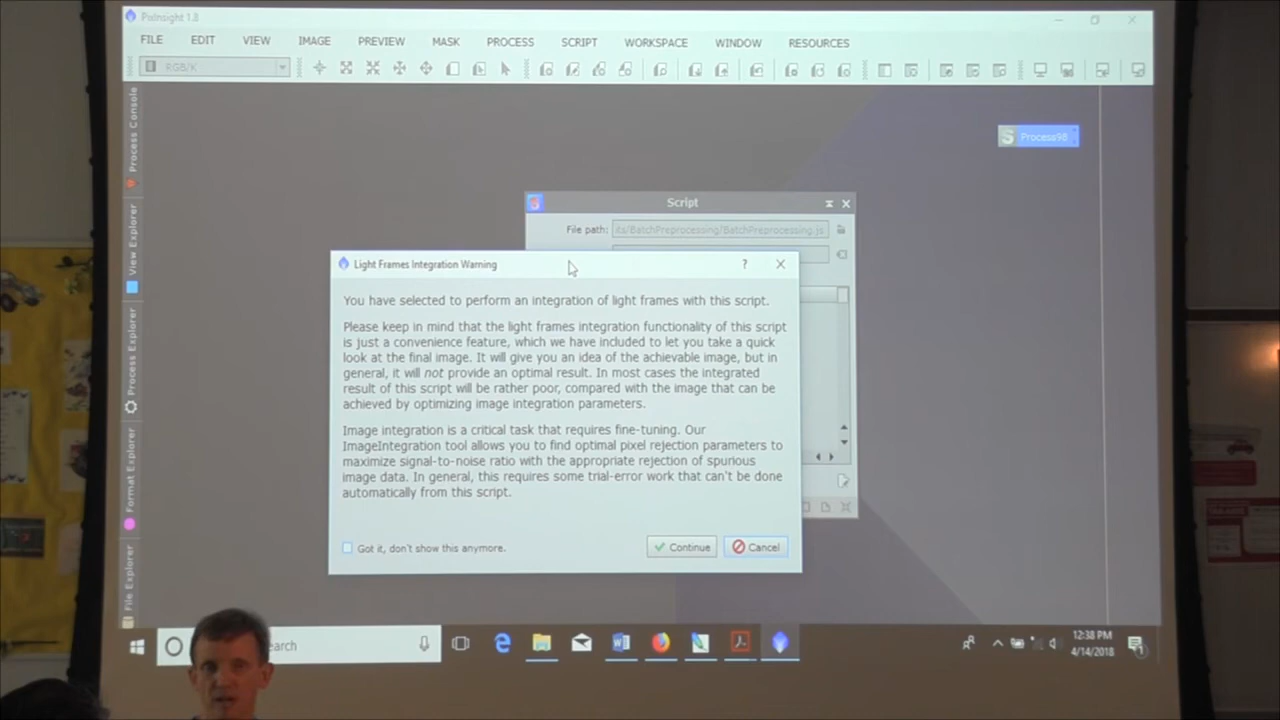 PixInsight 1.8
FILE EDIT VIEW IMAGE PREVIEW MASK PROCESS SCRIPT WORKSPACE WINDOW RESOURCES
RGB/K
Process Console
View Explorer
Process Explorer
Format Explorer
File Explorer
Process98
Script
File path: its/BatchPreprocessing/BatchPreprocessing.js
Light Frames Integration Warning
You have selected to perform an integration of light frames with this script.
Please keep in mind that the light frames integration functionality of this script
is just a convenience feature, which we have included to let you take a quick
look at the final image. It will give you an idea of the achievable image, but in
general, it will not provide an optimal result. In most cases the integrated
result of this script will be rather poor, compared with the image that can be
achieved by optimizing image integration parameters.
Image integration is a critical task that requires fine-tuning. Our
ImageIntegration tool allows you to find optimal pixel rejection parameters to
maximize signal-to-noise ratio with the appropriate rejection of spurious
image data. In general, this requires some trial-error work that can't be done
automatically from this script.
Got it, don't show this anymore.
Continue Cancel
earch
12:38 PM
4/14/2018